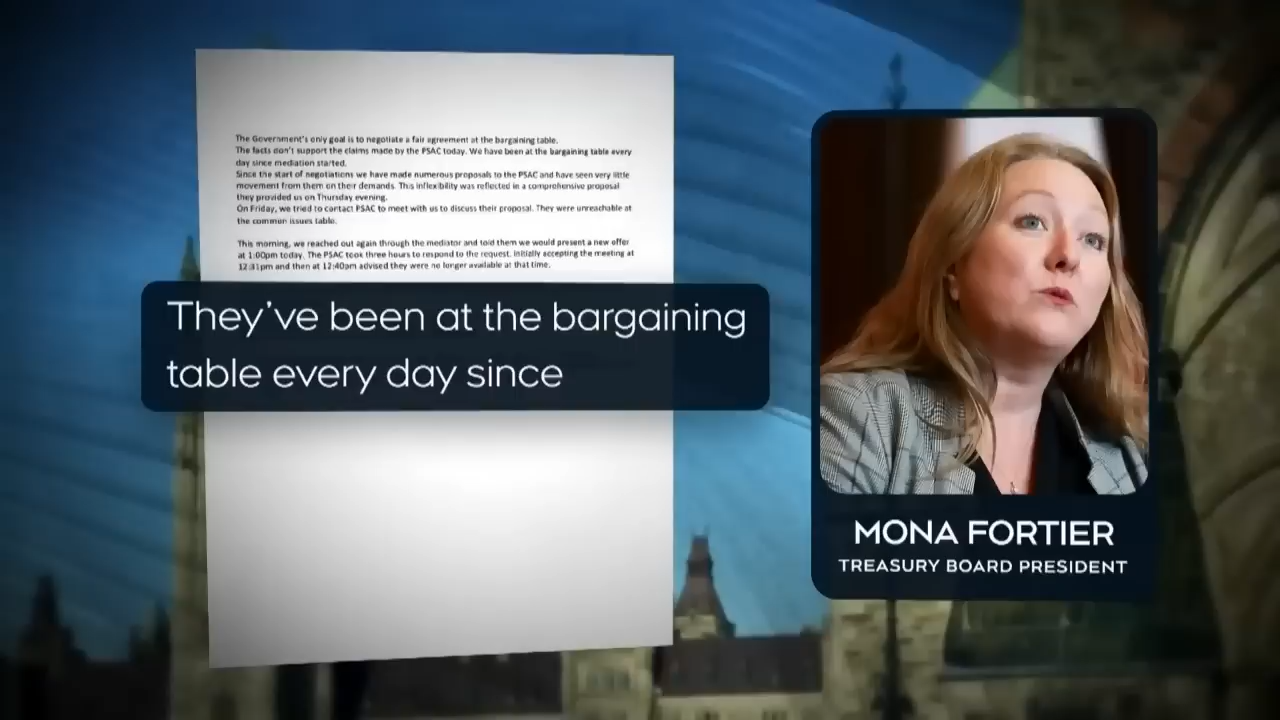 The Government's only goal is to negotiate a fair agreement at the bargaining table.
The facts don't support the claims made by the PSAC today. We have been at the bargaining table every
day since mediation started.
Since the start of negotiations we have made numerous proposals to the PSAC and have seen very little
movement from them on their demands. This inflexibility was reflected in a comprehensive proposal
they provided us on Thursday evening.
On Friday, we tried to contact PSAC to meet with us to discuss their proposal. They were unreachable at
the common issues table.
This morning, we reached out again through the mediator and told them we would present a new offer
at 1:00pm today. The PSAC took three hours to respond to the request. Initially accepting the meeting at
12:31pm and then at 12:40pm advised they were no longer available at that time.
They've been at the bargaining
table every day since
MONA FORTIER
TREASURY BOARD PRESIDENT